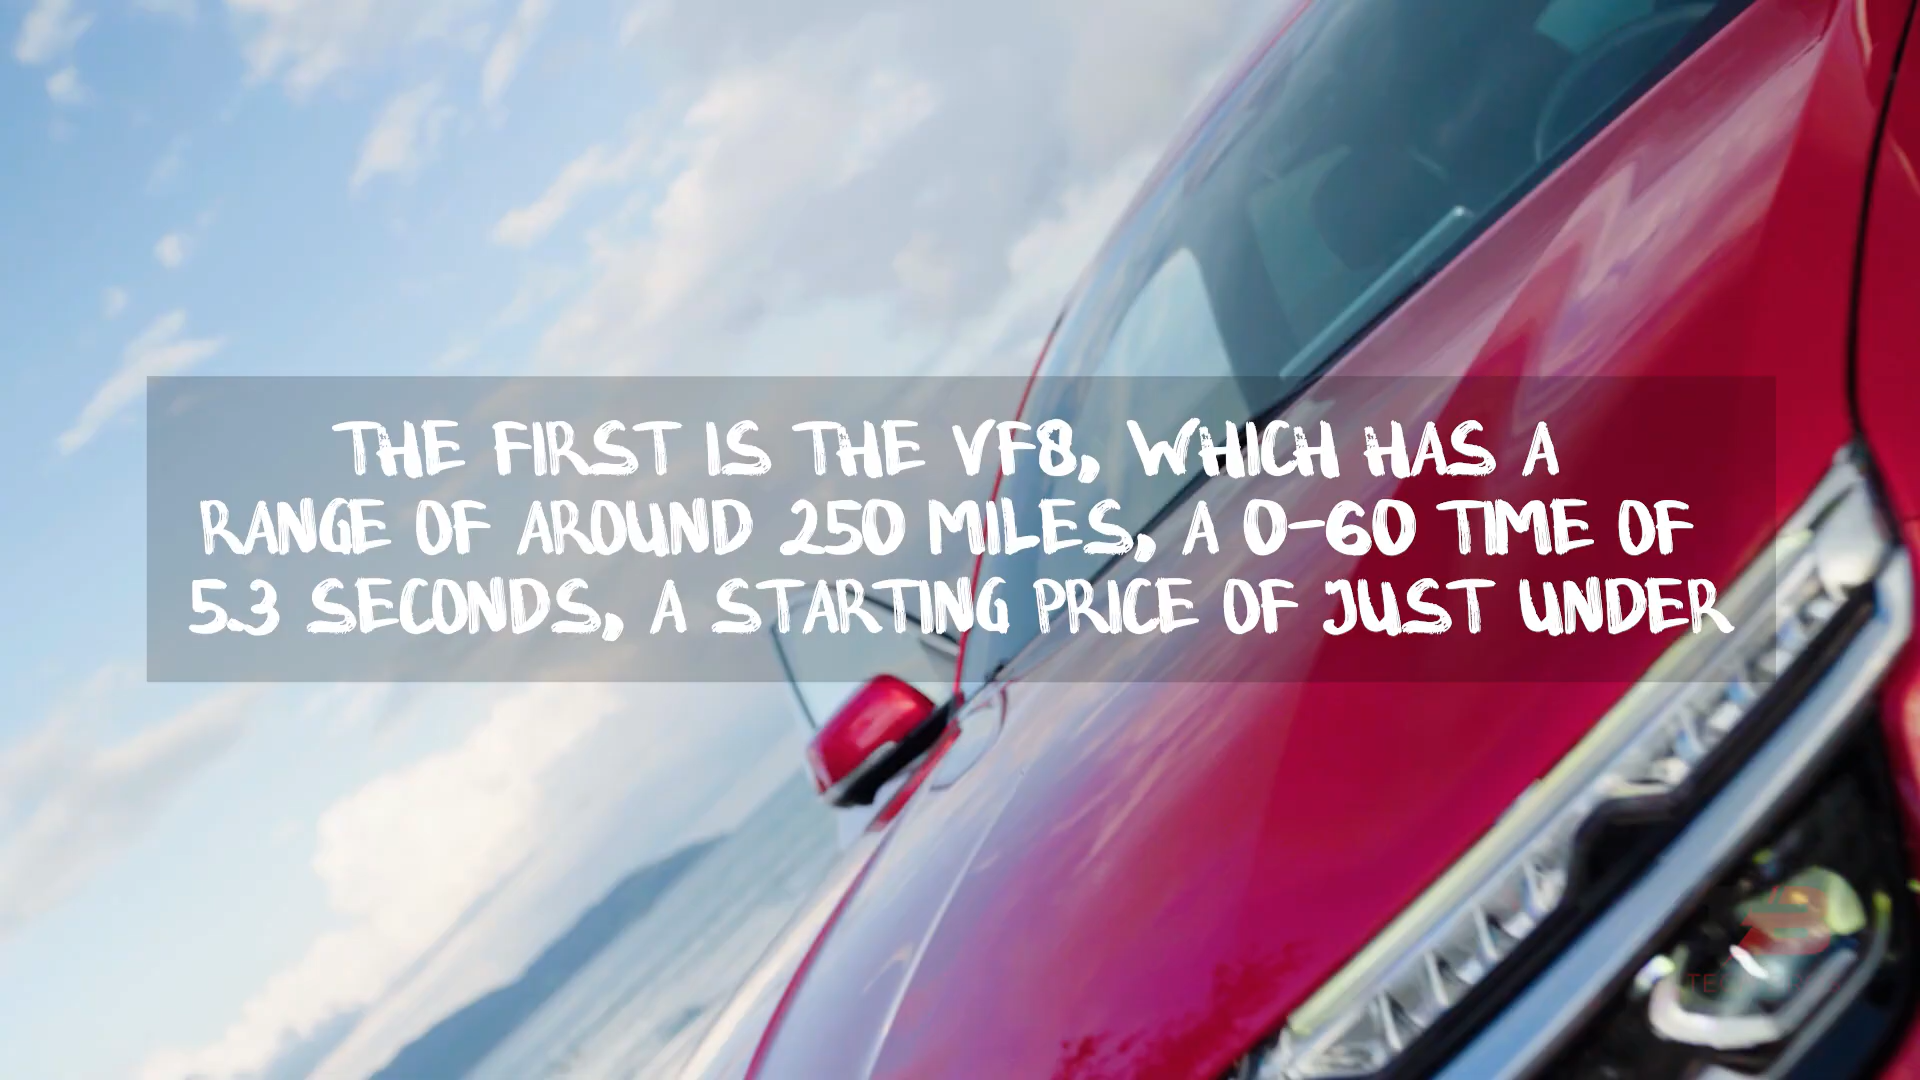 THE FIRST IS THE VF8, WHICH HAS A
RANGE OF AROUND 250 MILES, A 0-60 TIME OF
5.3 SECONDS, A STARTING PRICE OF JUST UNDER